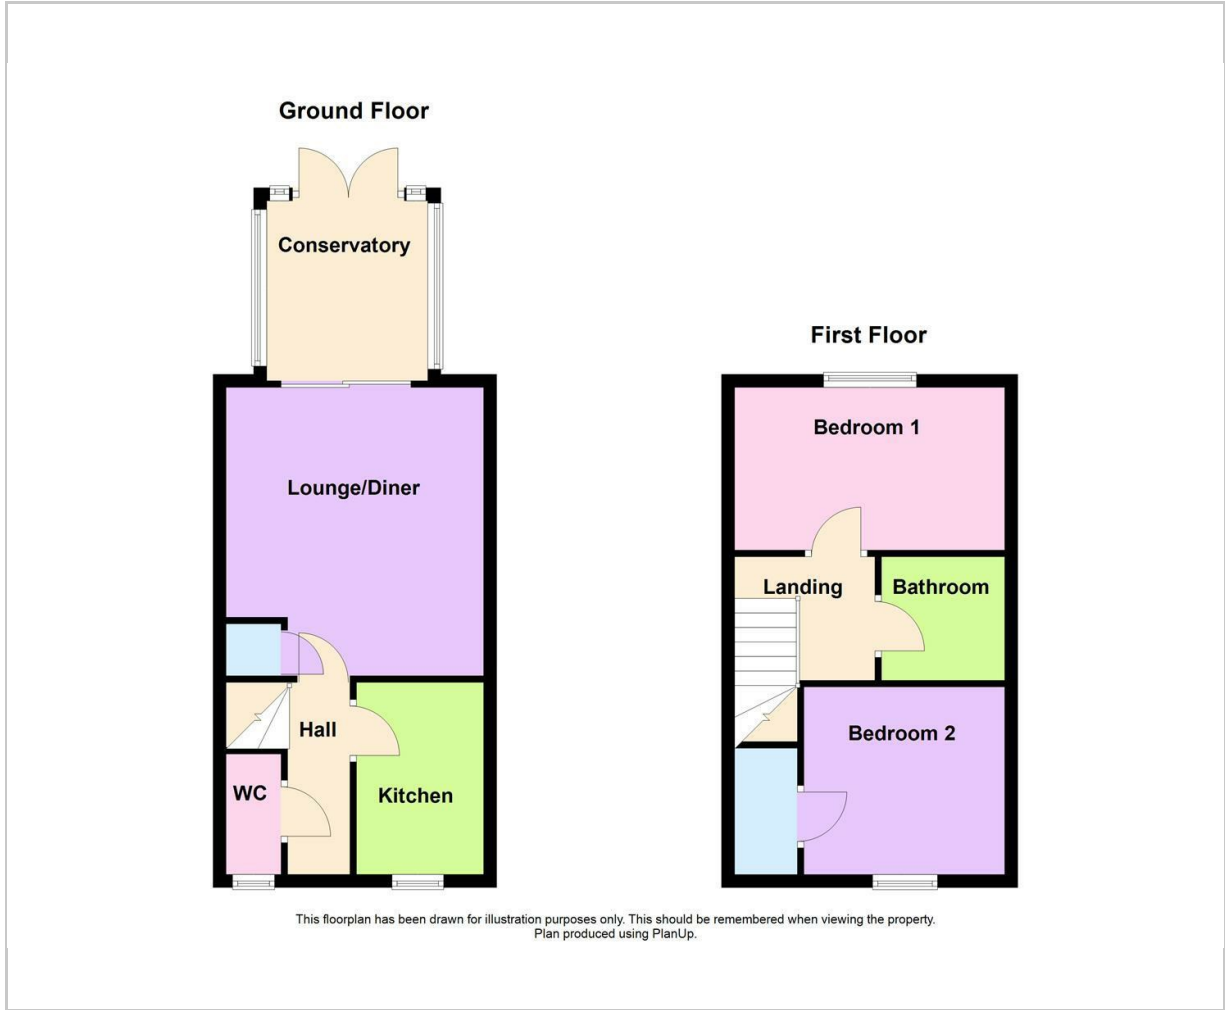 Ground Floor
Conservatory
Lounge/Diner
Hall
WC
Kitchen
First Floor
Bedroom 1
Landing
Bathroom
Bedroom 2
This floorplan has been drawn for illustration purposes only. This should be remembered when viewing the property.
Plan produced using PlanUp.